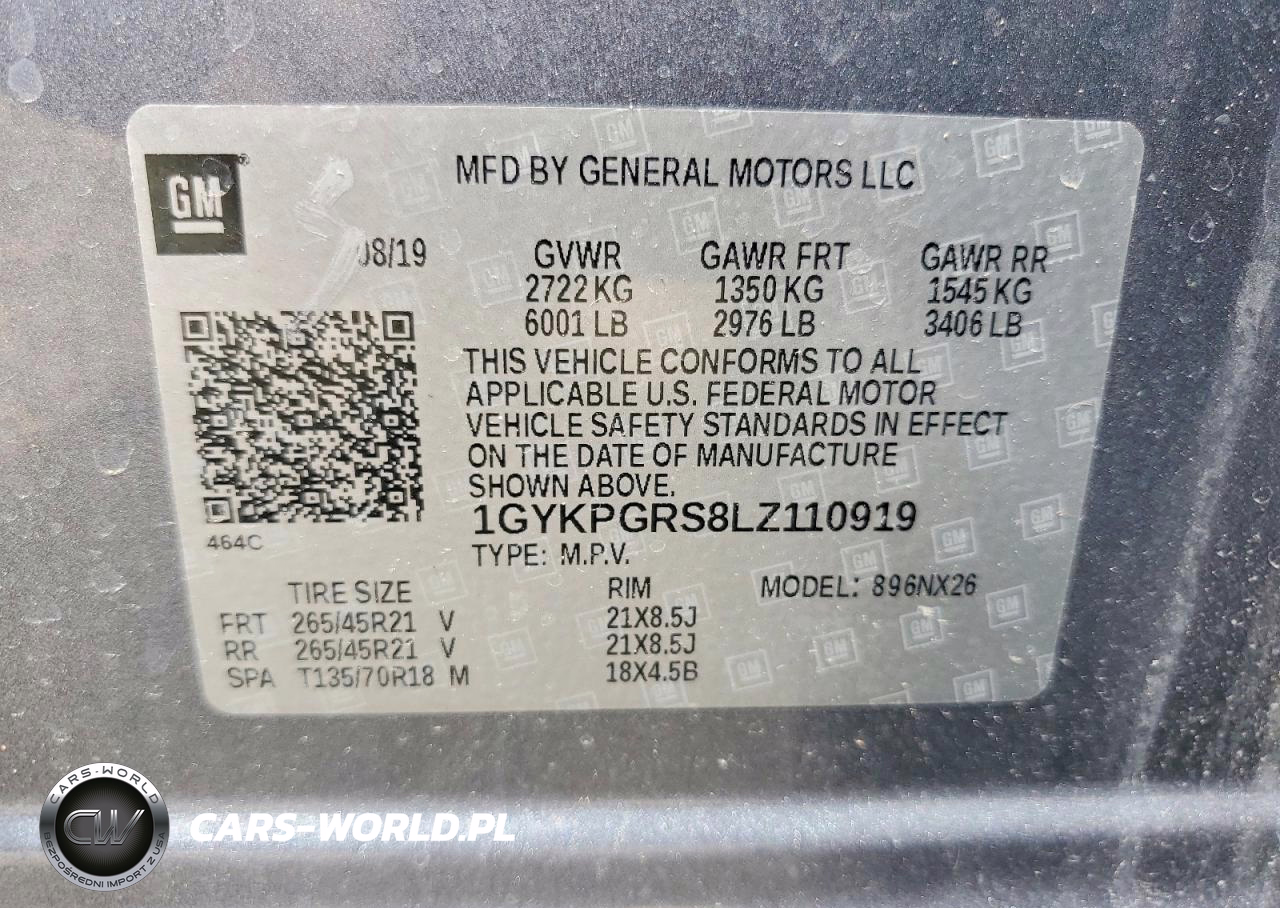 GM
MFD BY GENERAL MOTORS LLC
08/19 GVWR GAWR FRT GAWR RR
2722 KG 1350 KG 1545 KG
6001 LB 2976 LB 3406 LB
THIS VEHICLE CONFORMS TO ALL
APPLICABLE U.S. FEDERAL MOTOR
VEHICLE SAFETY STANDARDS IN EFFECT
ON THE DATE OF MANUFACTURE
SHOWN ABOVE.
1GYKPGRS8LZ110919
464C
TYPE: M.P.V.
TIRE SIZE RIM MODEL: 896NX26
FRT 265/45R21 V 21X8.5J
RR 265/45R21 V 21X8.5J
SPA T135/70R18 M 18X4.5B
CARS-WORLD
CW
BEZPOŚREDNI IMPORT Z USA
CARS-WORLD.PL